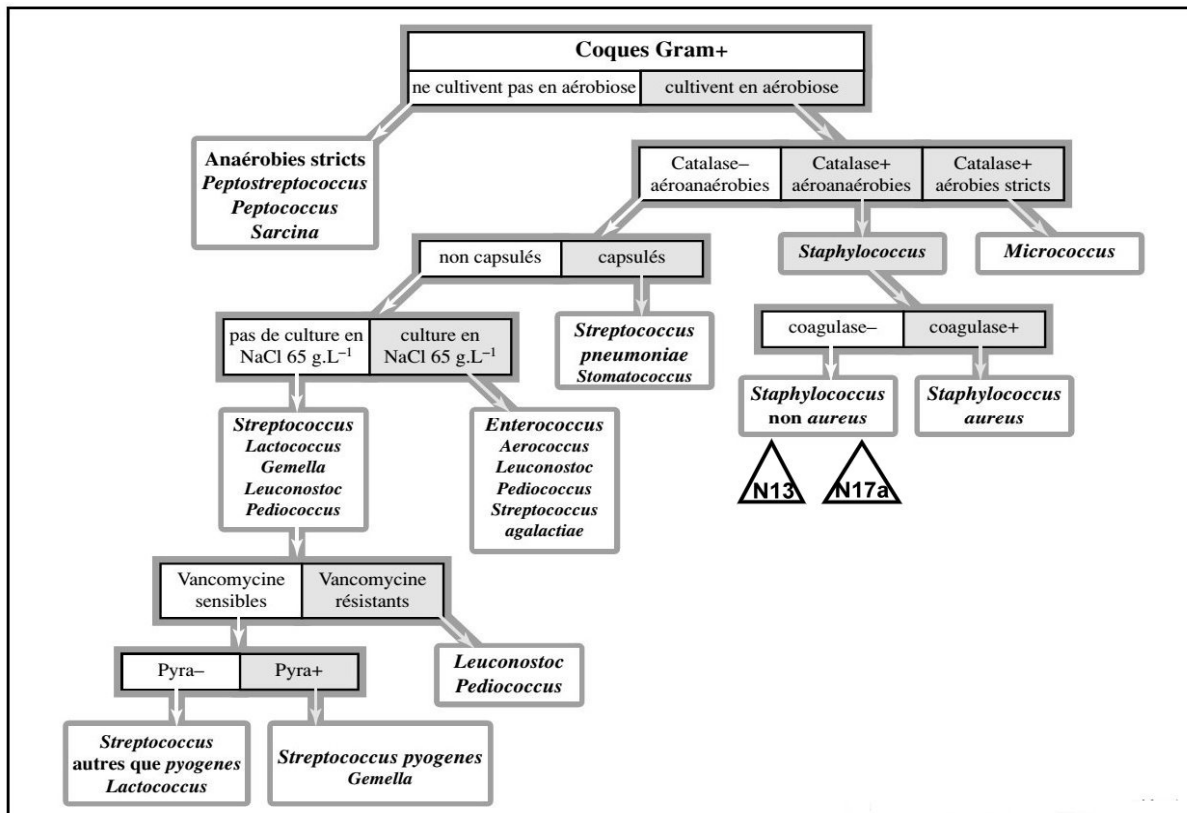 Coques Gram+
ne cultivent pas en aérobiose
cultivent en aérobiose
Anaérobies stricts
Peptostreptococcus
Peptococcus
Sarcina
Catalase–
aéroanaérobies
Catalase+
aéroanaérobies
Catalase+
aérobies stricts
non capsulés
capsulés
Staphylococcus
Micrococcus
pas de culture en
NaCl 65 g.L–1
culture en
NaCl 65 g.L–1
Streptococcus
pneumoniae
Stomatococcus
coagulase–
coagulase+
Staphylococcus
non aureus
Staphylococcus
aureus
N13
N17a
Streptococcus
Lactococcus
Gemella
Leuconostoc
Pediococcus
Enterococcus
Aerococcus
Leuconostoc
Pediococcus
Streptococcus
agalactiae
Vancomycine
sensibles
Vancomycine
résistants
Leuconostoc
Pediococcus
Pyra–
Pyra+
Streptococcus
autres que pyogenes
Lactococcus
Streptococcus pyogenes
Gemella